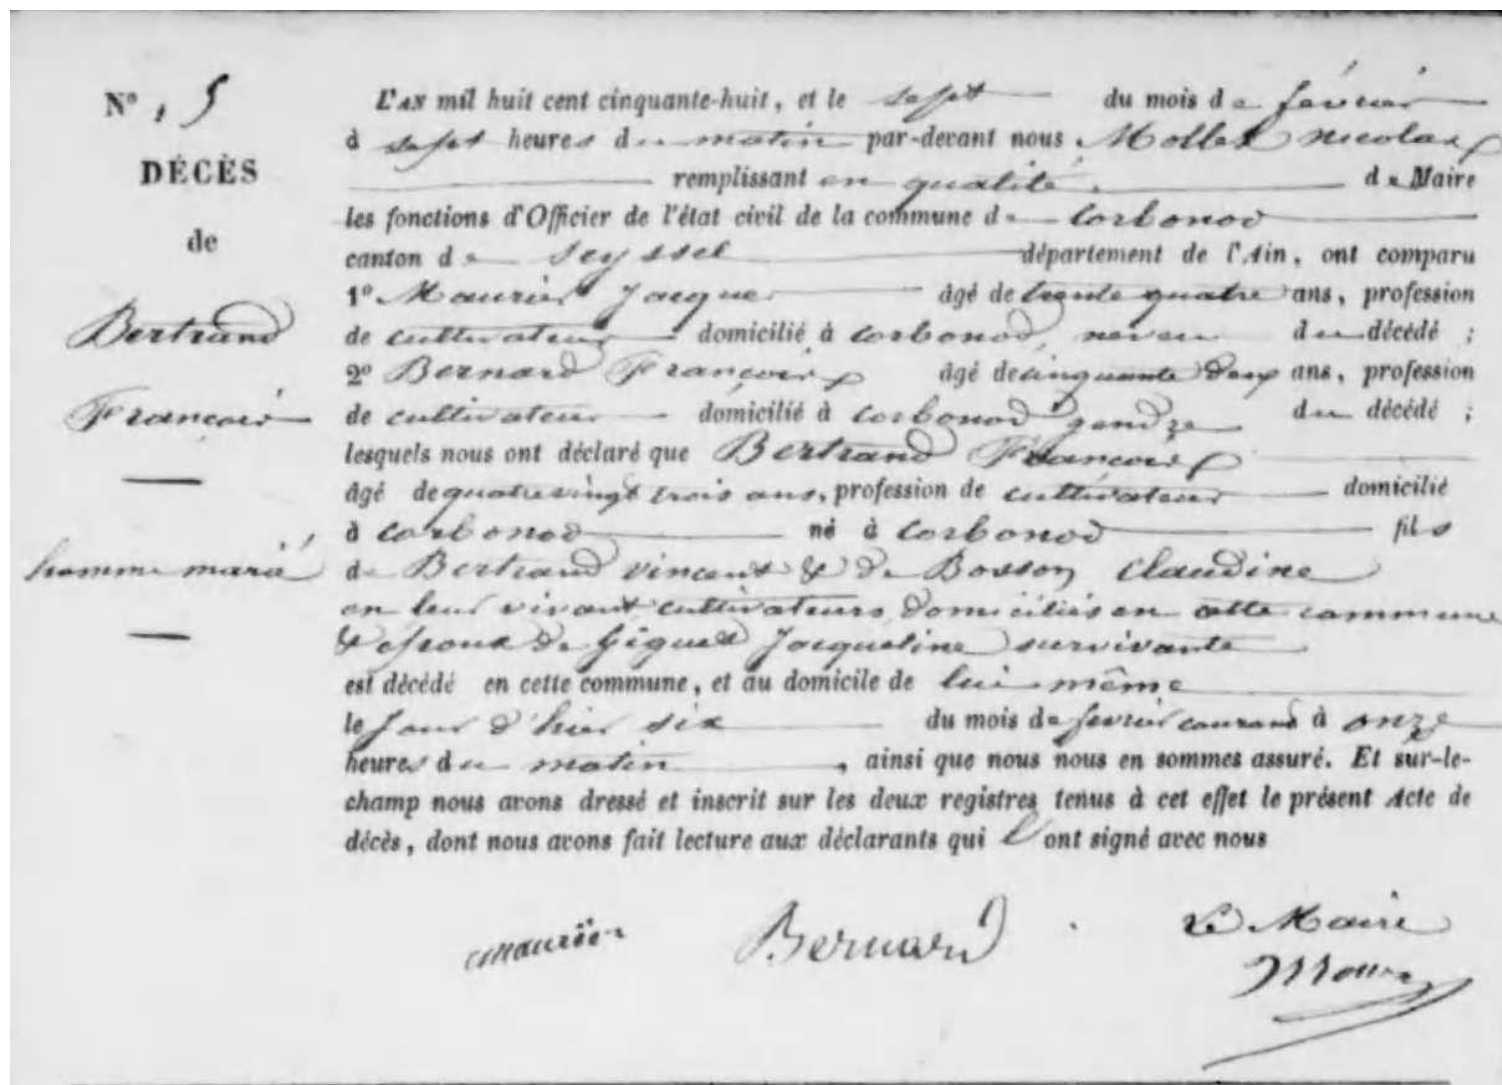 N° 5
DÉCÈS
de
Bertrand
François
homme marié
L'AN mil huit cent cinquante-huit, et le sept du mois de février
à sept heures du matin par-devant nous Mollet Nicolas
remplissant en qualité de Maire
les fonctions d'Officier de l'état civil de la commune de Corbonod
canton de Seyssel département de l'Ain, ont comparu
1° Maurier Jacques âgé de trente quatre ans, profession
de cultivateur domicilié à Corbonod, neveu du décédé ;
2° Bernard François âgé de cinquante deux ans, profession
de cultivateur domicilié à Corbonod gendre du décédé ;
lesquels nous ont déclaré que Bertrand François
âgé de quatre vingt trois ans, profession de cultivateur domicilié
à Corbonod né à Corbonod fils
de Bertrand vincent & de Bosson Claudine
en leur vivant cultivateurs domiciliés en cette commune
& époux de Giguet Jacqueline survivante
est décédé en cette commune, et au domicile de lui même
le jour d'hier six du mois de fevrier courand à onze
heures du matin, ainsi que nous nous en sommes assuré. Et sur-le-
champ nous avons dressé et inscrit sur les deux registres tenus à cet effet le présent Acte de
décès, dont nous avons fait lecture aux déclarants qui l'ont signé avec nous
Maurier Bernard Le Maire